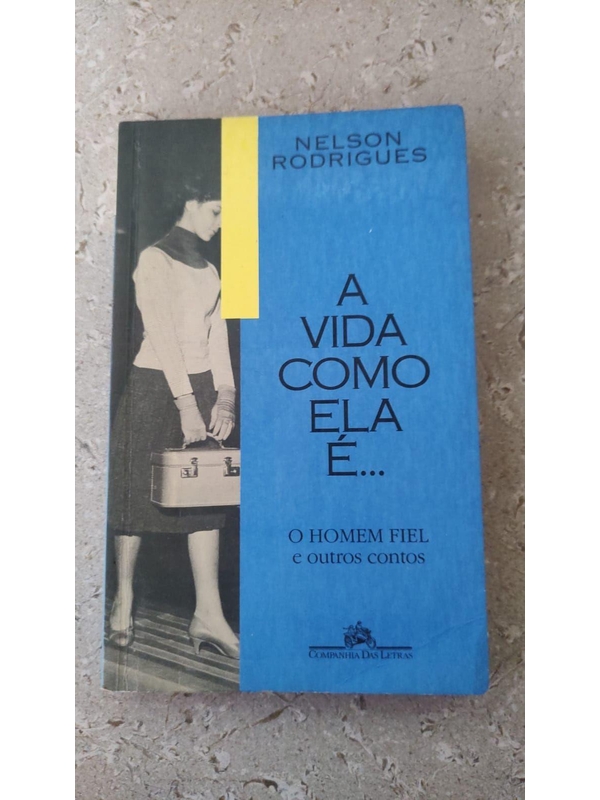 NELSON
RODRIGUES
A
VIDA
COMO
ELA
É...
O HOMEM FIEL
e outros contos
COMPANHIA DAS LETRAS